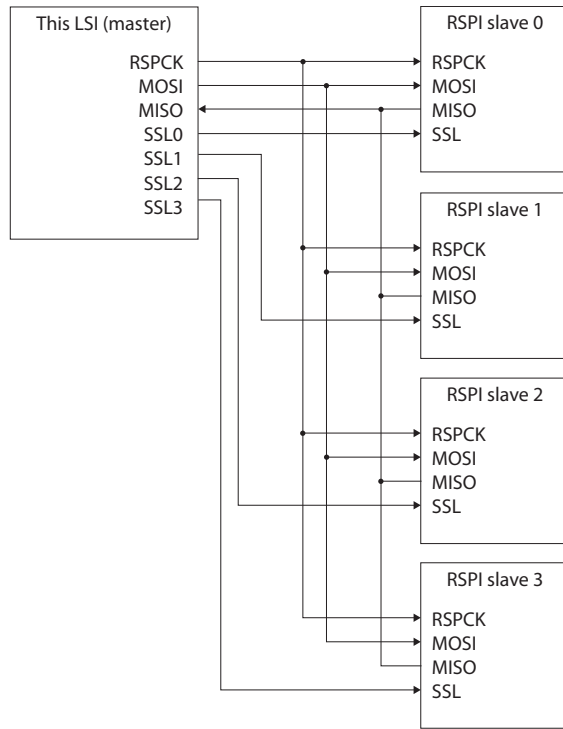 This LSI (master)
RSPCK
MOSI
MISO
SSL0
SSL1
SSL2
SSL3
RSPI slave 0
RSPCK
MOSI
MISO
SSL
RSPI slave 1
RSPCK
MOSI
MISO
SSL
RSPI slave 2
RSPCK
MOSI
MISO
SSL
RSPI slave 3
RSPCK
MOSI
MISO
SSL